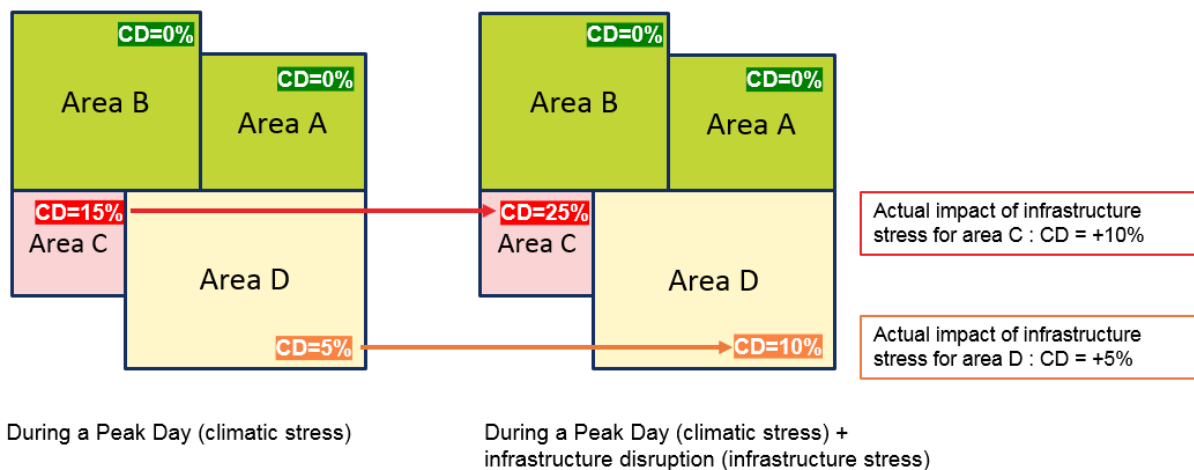 CD=0%
Area B
CD=0%
Area A
CD=15%
Area C
Area D
CD=5%
CD=0%
Area B
CD=0%
Area A
CD=25%
Area C
Area D
CD=10%
Actual impact of infrastructure
stress for area C : CD = +10%
Actual impact of infrastructure
stress for area D : CD = +5%
During a Peak Day (climatic stress)
During a Peak Day (climatic stress) +
infrastructure disruption (infrastructure stress)